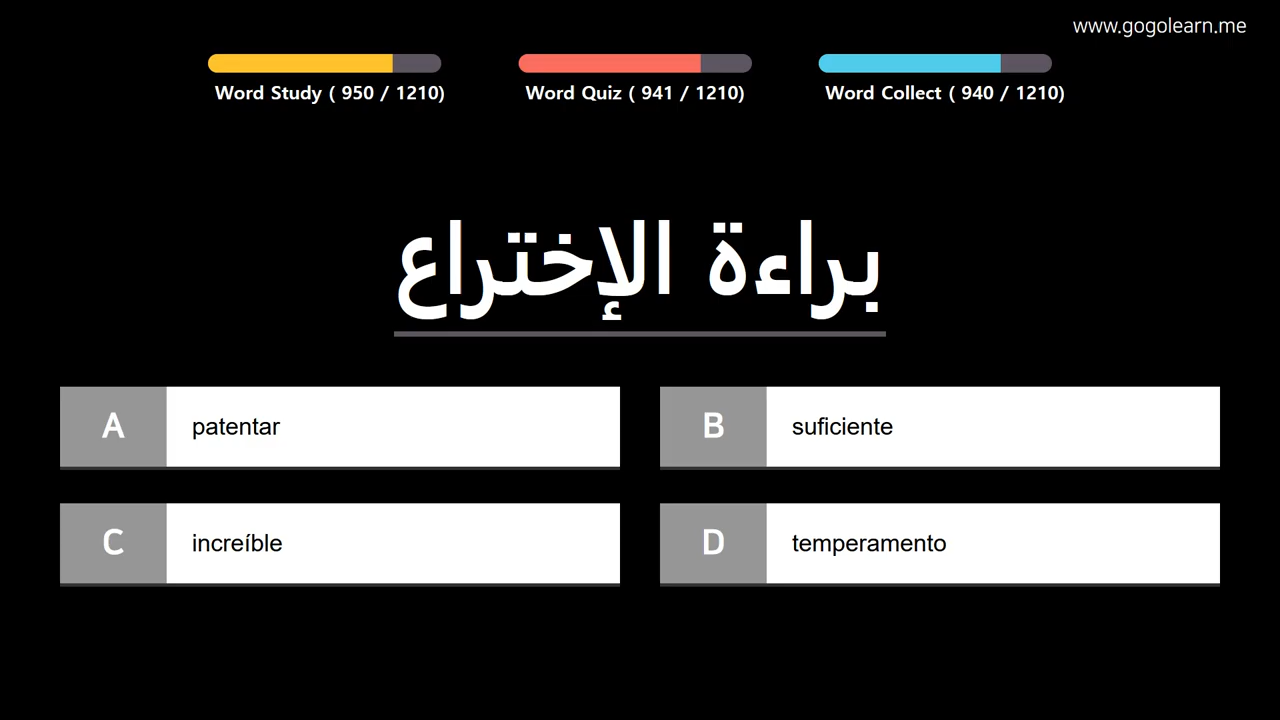 www.gogolearn.me
Word Study ( 950 / 1210)
Word Quiz ( 941 / 1210)
Word Collect ( 940 / 1210)
براءة الإختراع
A patentar
B suficiente
C increíble
D temperamento